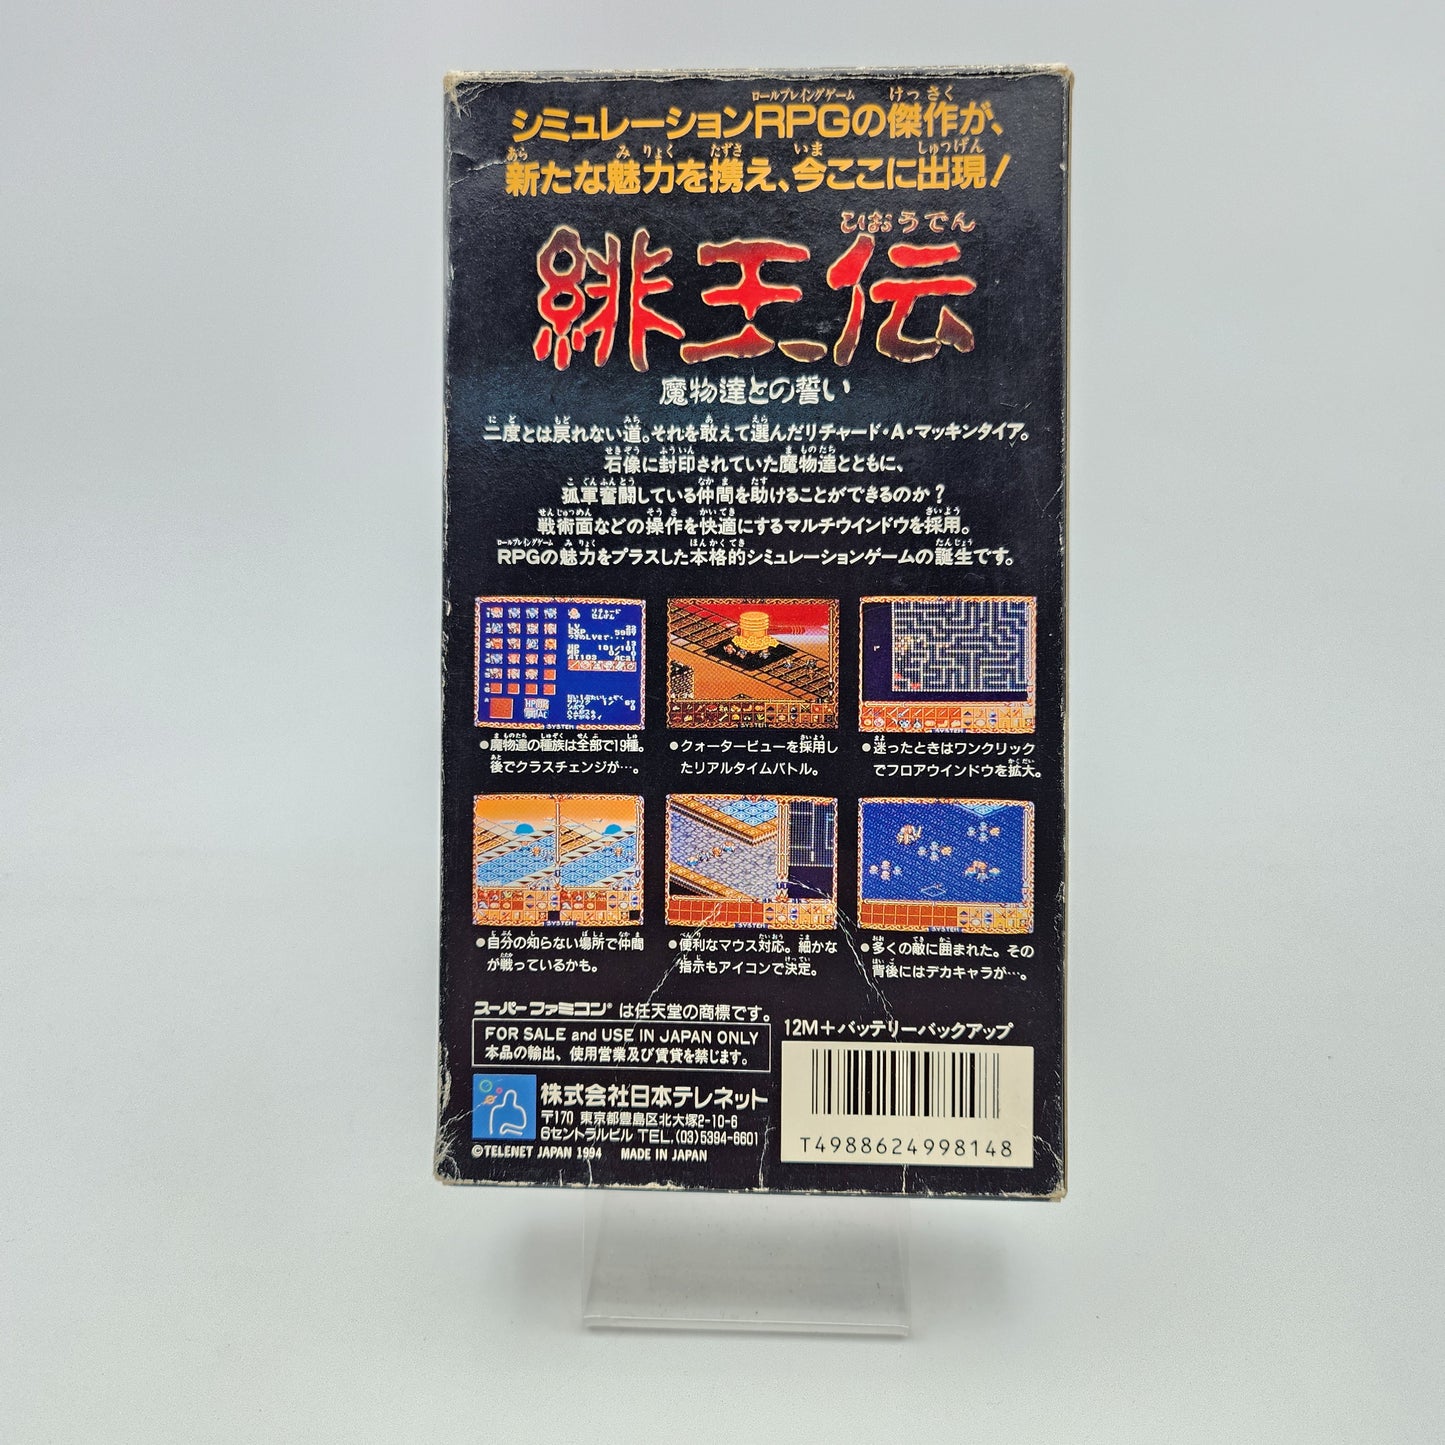 シミュレーションRPGの傑作が、
新たな魅力を携え、今ここに出現!
ひおうでん
緋王伝
魔物達との誓い
二度とは戻れない道。それを敢えて選んだリチャード・A・マッキンタイア。
石像に封印されていた魔物達とともに、
孤軍奮闘している仲間を助けることができるのか?
戦術面などの操作を快適にするマルチウインドウを採用。
RPGの魅力をプラスした本格的シミュレーションゲームの誕生です。
●魔物達の種族は全部で19種。
後でクラスチェンジが…。
●クォータービューを採用し
たリアルタイムバトル。
●迷ったときはワンクリック
でフロアウインドウを拡大。
●自分の知らない場所で仲間
が戦っているかも。
●便利なマウス対応。細かな
指示もアイコンで決定。
●多くの敵に囲まれた。その
背後にはデカキャラが…。
スーパーファミコン®は任天堂の商標です。
FOR SALE and USE IN JAPAN ONLY
本品の輸出、使用営業及び賃貸を禁じます。
12M+バッテリーバックアップ
株式会社日本テレネット
〒170 東京都豊島区北大塚2-10-6
6セントラルビル TEL.(03)5394-6601
©TELENET JAPAN 1994 MADE IN JAPAN
T4988624998148